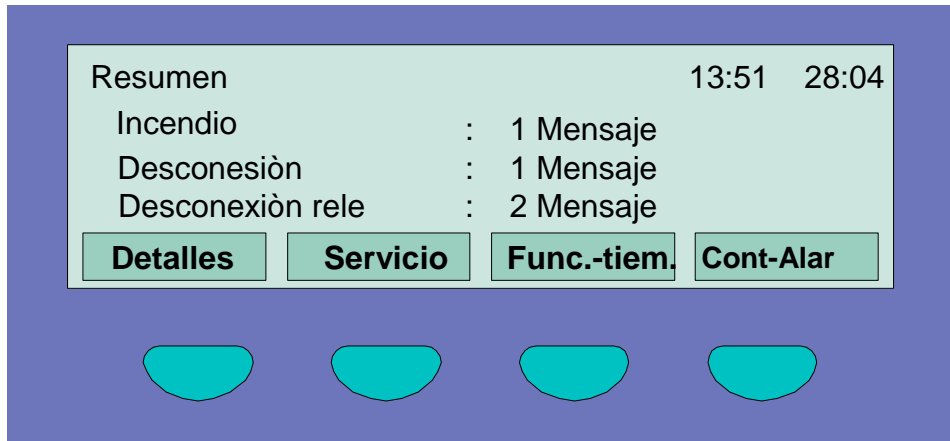 Resumen 13:51 28:04
Incendio : 1 Mensaje
Desconesiòn : 1 Mensaje
Desconexiòn rele : 2 Mensaje
Detalles Servicio Func.-tiem. Cont-Alar